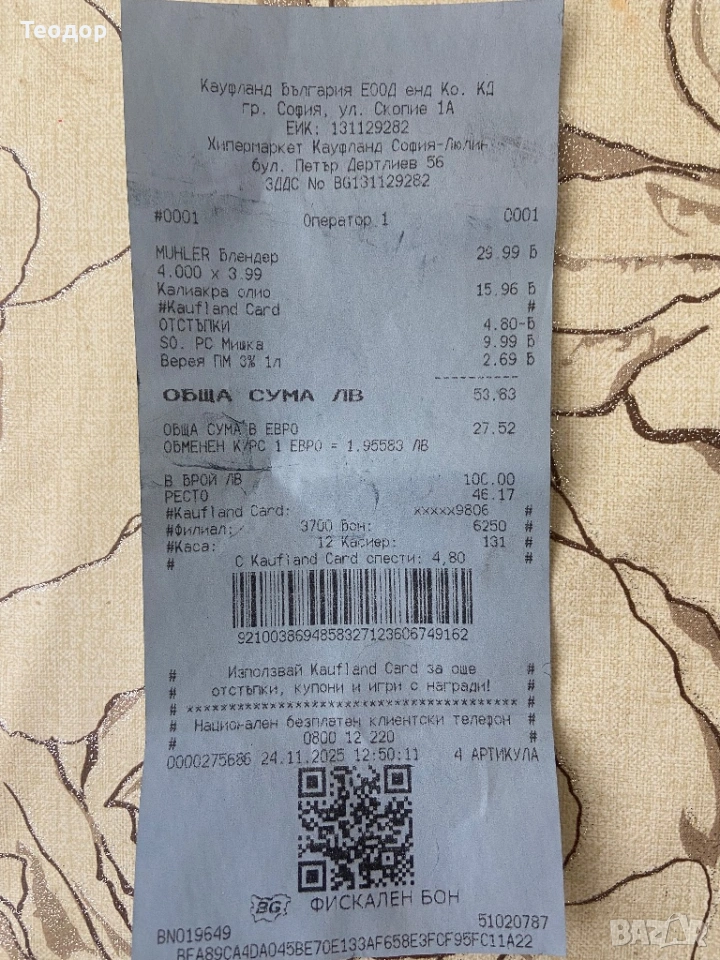 Теодор
Кауфланд България ЕООД енд Ко. КД
гр. София, ул. Скопие 1А
ЕИК: 131129282
Хипермаркет Кауфланд София-Люлин
бул. Петър Дертлиев 56
ЗДДС No BG131129282
#0001 Оператор 1 0001
MUHLER Блендер 29.99 Б
4.000 x 3.99
Калиакра олио 15.96 Б
#Kaufland Card #
ОТСТЪПКИ 4.80-Б
SO. PC Мишка 9.99 Б
Верея ПМ 3% 1л 2.69 Б
ОБЩА СУМА ЛВ 53.83
ОБЩА СУМА В ЕВРО 27.52
ОБМЕНЕН КУРС 1 ЕВРО = 1.95583 ЛВ
В БРОЙ ЛВ 100.00
РЕСТО 46.17
#Kaufland Card: xxxxx9806 #
#Филиал: 3700 Бон: 6250 #
#Каса: 12 Касиер: 131 #
# С Kaufland Card спести: 4,80 #
9210038694858327123606749162
# Използвай Kaufland Card за още #
# отстъпки, купони и игри с награди! #
# ************************************ #
# Национален безплатен клиентски телефон #
# 0800 12 220 #
0000275686 24.11.2025 12:50:11 4 АРТИКУЛА
BG ФИСКАЛЕН БОН
BN019649 51020787
BFA89CA4DA045BE70E133AF658E3FCF95FC11A22
BAZAR